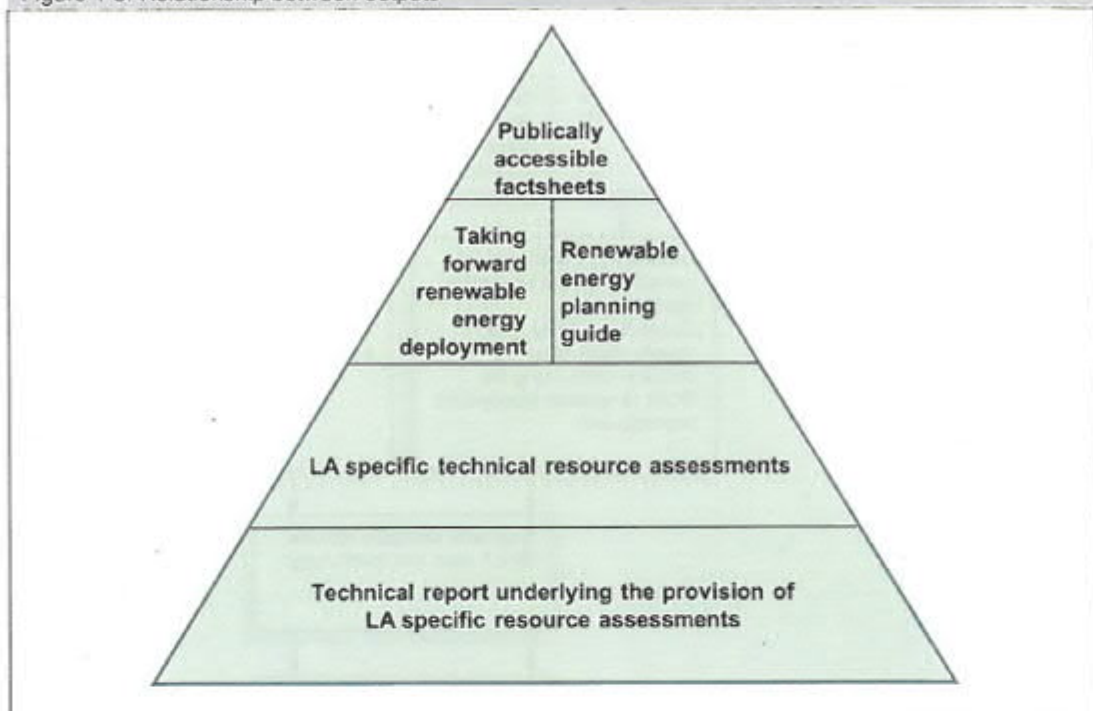 Publically
accessible
factsheets
Taking
forward
renewable
energy
deployment
Renewable
energy
planning
guide
LA specific technical resource assessments
Technical report underlying the provision of
LA specific resource assessments